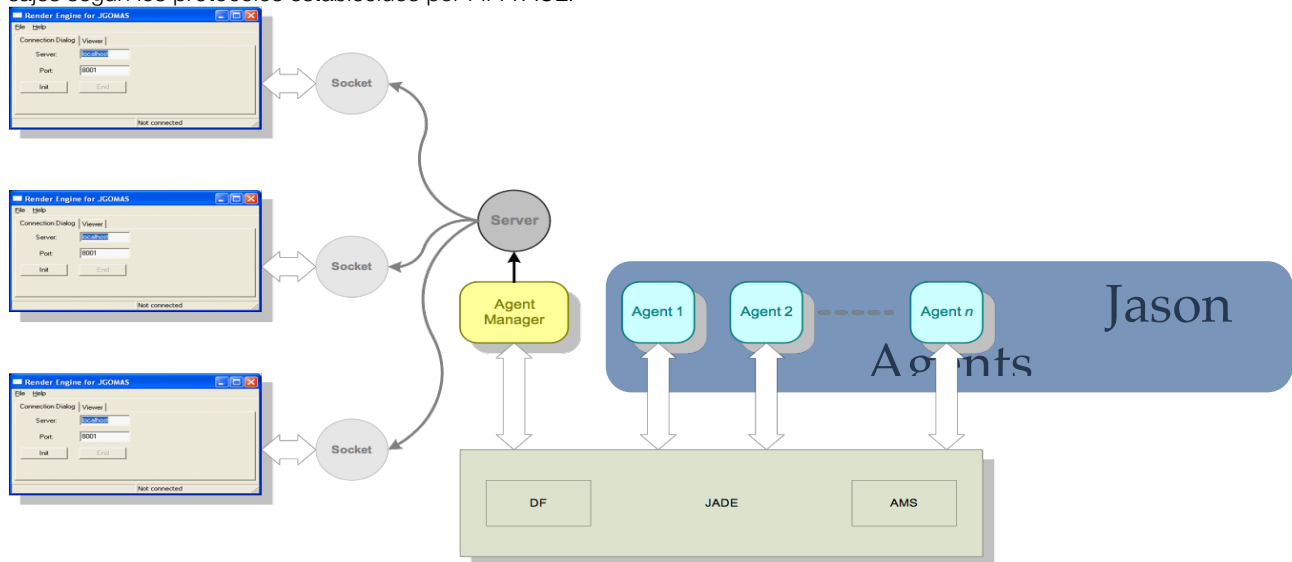 Render Engine for JGOMAS
File Help
Connection Dialog Viewer
Server: localhost
Port: 8001
Init End
Not connected
Socket
Render Engine for JGOMAS
File Help
Connection Dialog Viewer
Server: localhost
Port: 8001
Init End
Not connected
Socket
Render Engine for JGOMAS
File Help
Connection Dialog Viewer
Server: localhost
Port: 8001
Init End
Not connected
Socket
Server
Agent
Manager
Agent 1
Agent 2
Agent n
Jason
Agents
DF
JADE
AMS